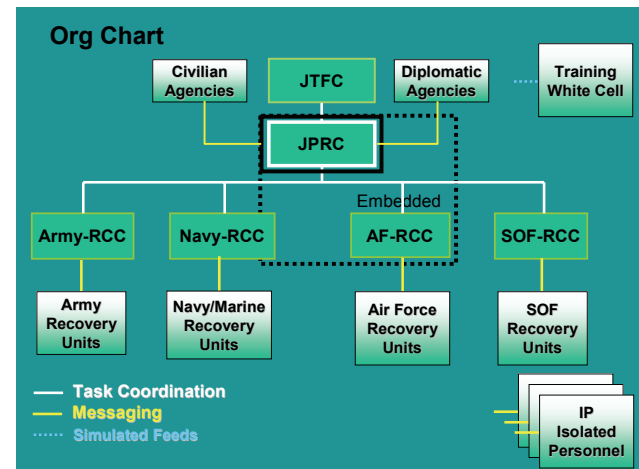 Org Chart
Civilian
Agencies
JTFC
Diplomatic
Agencies
Training
White Cell
JPRC
Embedded
Army-RCC
Navy-RCC
AF-RCC
SOF-RCC
Army
Recovery
Units
Navy/Marine
Recovery
Units
Air Force
Recovery
Units
SOF
Recovery
Units
Task Coordination
Messaging
Simulated Feeds
IP
Isolated
Personnel